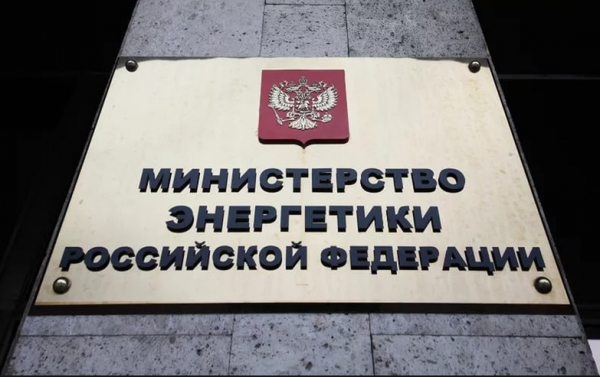 МИНИСТЕРСТВО
ЭНЕРГЕТИКИ
РОССИЙСКОЙ ФЕДЕРАЦИИ